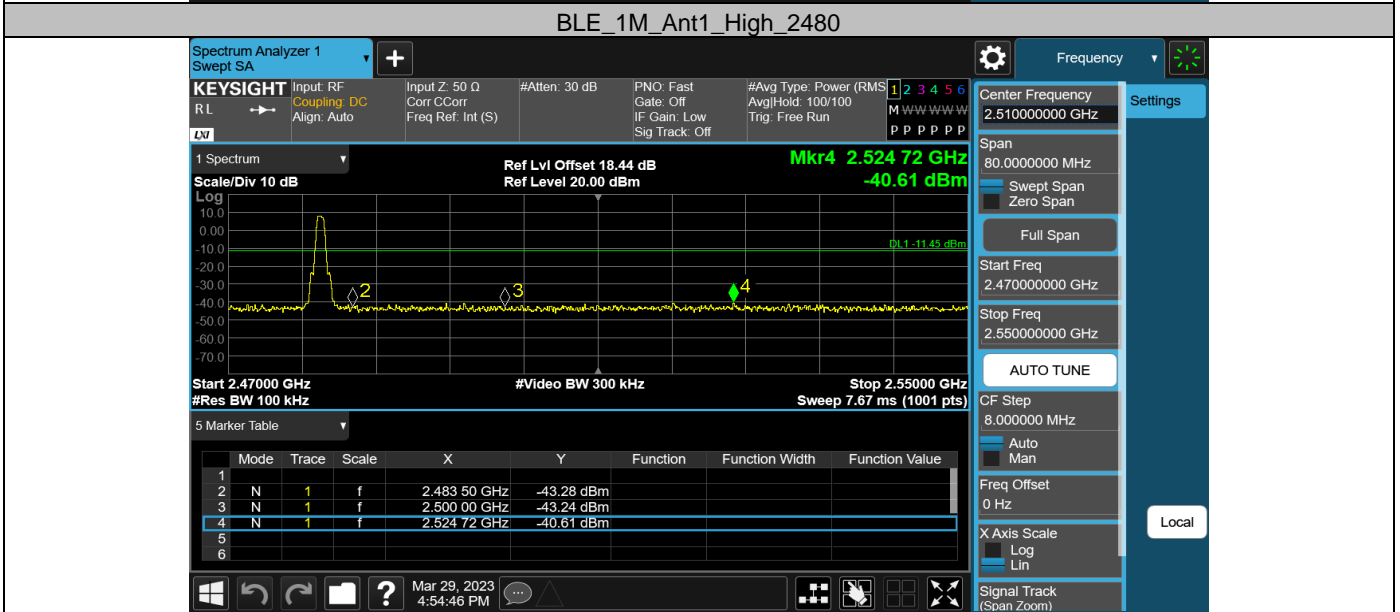 BLE_1M_Ant1_High_2480
Spectrum Analyzer 1
Swept SA
Frequency
KEYSIGHT
RL
LXI
Input: RF
Coupling: DC
Align: Auto
Input Z: 50 Ω
Corr CCorr
Freq Ref: Int (S)
#Atten: 30 dB
PNO: Fast
Gate: Off
IF Gain: Low
Sig Track: Off
#Avg Type: Power (RMS
Avg|Hold: 100/100
Trig: Free Run
1 2 3 4 5 6
M W W W W W
P P P P P P
1 Spectrum
Scale/Div 10 dB
Ref Lvl Offset 18.44 dB
Ref Level 20.00 dBm
Mkr4 2.524 72 GHz
-40.61 dBm
Log
10.0
0.00
-10.0
-20.0
-30.0
-40.0
-50.0
-60.0
-70.0
DL1 -11.45 dBm
2
3
4
Start 2.47000 GHz
#Video BW 300 kHz
Stop 2.55000 GHz
#Res BW 100 kHz
Sweep 7.67 ms (1001 pts)
5 Marker Table
Mode Trace Scale X Y Function Function Width Function Value
1
2 N 1 f 2.483 50 GHz -43.28 dBm
3 N 1 f 2.500 00 GHz -43.24 dBm
4 N 1 f 2.524 72 GHz -40.61 dBm
5
6
?
Mar 29, 2023
4:54:46 PM
Center Frequency
2.510000000 GHz
Settings
Span
80.0000000 MHz
Swept Span
Zero Span
Full Span
Start Freq
2.470000000 GHz
Stop Freq
2.550000000 GHz
AUTO TUNE
CF Step
8.000000 MHz
Auto
Man
Freq Offset
0 Hz
X Axis Scale
Log
Lin
Local
Signal Track
(Span Zoom)